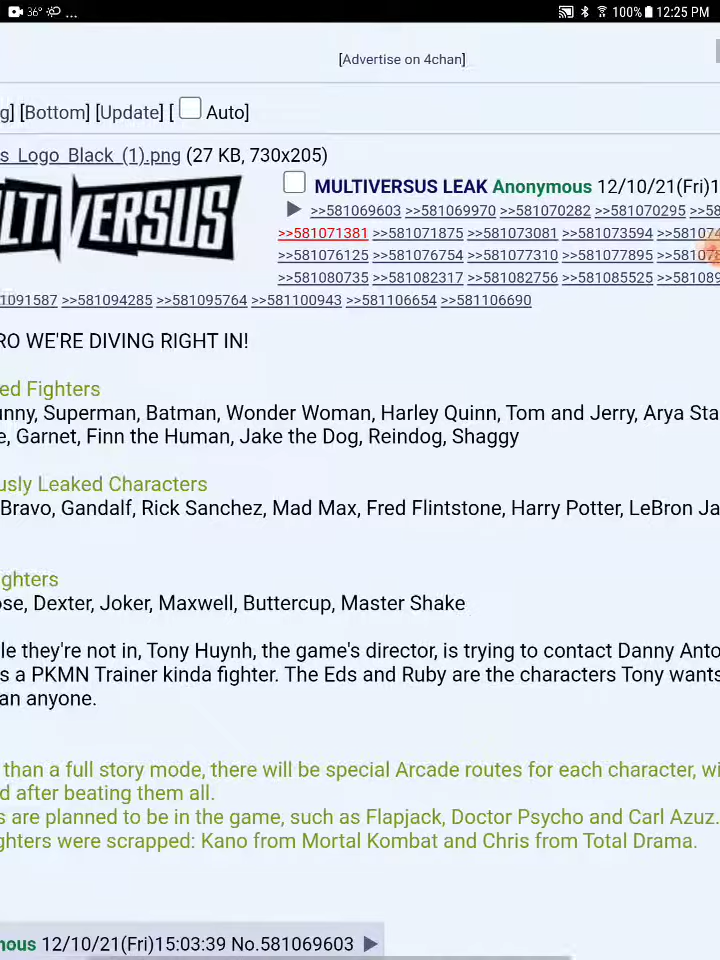 36° ...
100% 12:25 PM
[Advertise on 4chan]
g] [Bottom] [Update] [ Auto]
s_Logo_Black_(1).png (27 KB, 730x205)
LTIVERSUS
MULTIVERSUS LEAK Anonymous 12/10/21(Fri)1
>>581069603 >>581069970 >>581070282 >>581070295 >>58
>>581071381 >>581071875 >>581073081 >>581073594 >>581074
>>581076125 >>581076754 >>581077310 >>581077895 >>581078
>>581080735 >>581082317 >>581082756 >>581085525 >>581089
1091587 >>581094285 >>581095764 >>581100943 >>581106654 >>581106690
RO WE'RE DIVING RIGHT IN!
ed Fighters
unny, Superman, Batman, Wonder Woman, Harley Quinn, Tom and Jerry, Arya Sta
e, Garnet, Finn the Human, Jake the Dog, Reindog, Shaggy
usly Leaked Characters
Bravo, Gandalf, Rick Sanchez, Mad Max, Fred Flintstone, Harry Potter, LeBron Ja
ghters
ose, Dexter, Joker, Maxwell, Buttercup, Master Shake
le they're not in, Tony Huynh, the game's director, is trying to contact Danny Anto
s a PKMN Trainer kinda fighter. The Eds and Ruby are the characters Tony wants
an anyone.
than a full story mode, there will be special Arcade routes for each character, wi
d after beating them all.
s are planned to be in the game, such as Flapjack, Doctor Psycho and Carl Azuz.
ghters were scrapped: Kano from Mortal Kombat and Chris from Total Drama.
nous 12/10/21(Fri)15:03:39 No.581069603